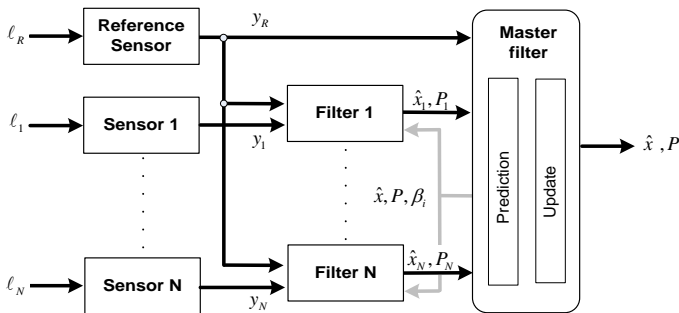 ℓ_R
Reference
Sensor
y_R
Master
filter
ℓ_1
Sensor 1
y_1
Filter 1
x̂_1, P_1
x̂, P, β_i
Prediction
Update
x̂ , P
ℓ_N
Sensor N
y_N
Filter N
x̂_N, P_N